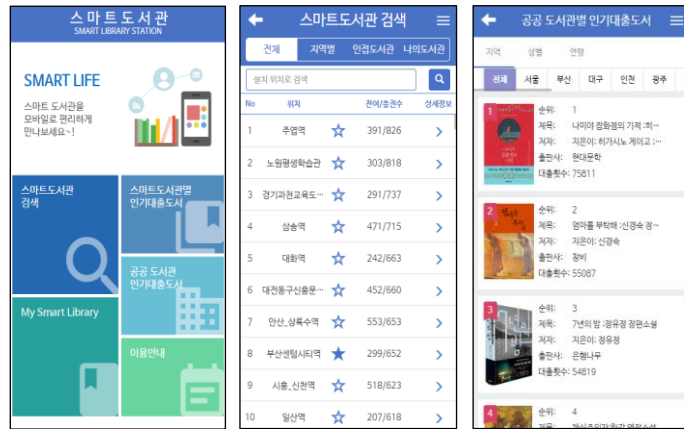 스마트도서관
SMART LIBRARY STATION
SMART LIFE
스마트 도서관을
모바일로 편리하게
만나보세요~!
스마트도서관
검색
스마트도서관별
인기대출도서
공공 도서관
인기대출도서
My Smart Library
이용안내
스마트도서관 검색
전체 지역별 인접도서관 나의도서관
설치 위치로 검색
No 위치 잔여/총권수 상세정보
1 주엽역 391/826
2 노원평생학습관 303/818
3 경기과천교육도… 291/737
4 삼송역 471/715
5 대화역 242/663
6 대전동구신흥문… 452/660
7 안산_상록수역 553/653
8 부산센텀시티역 299/652
9 시흥_신천역 518/623
10 일산역 207/618
공공 도서관별 인기대출도서
지역 성별 연령
전체 서울 부산 대구 인천 광주
1
순위: 1
제목: 나미야 잡화점의 기적 :히…
저자: 지은이: 히가시노 게이고 ;…
출판사: 현대문학
대출횟수: 75811
2
순위: 2
제목: 엄마를 부탁해 :신경숙 장…
저자: 지은이: 신경숙
출판사: 창비
대출횟수: 55087
3
순위: 3
제목: 7년의 밤 :정유정 장편소설
저자: 지은이: 정유정
출판사: 은행나무
대출횟수: 54819
4
순위: 4